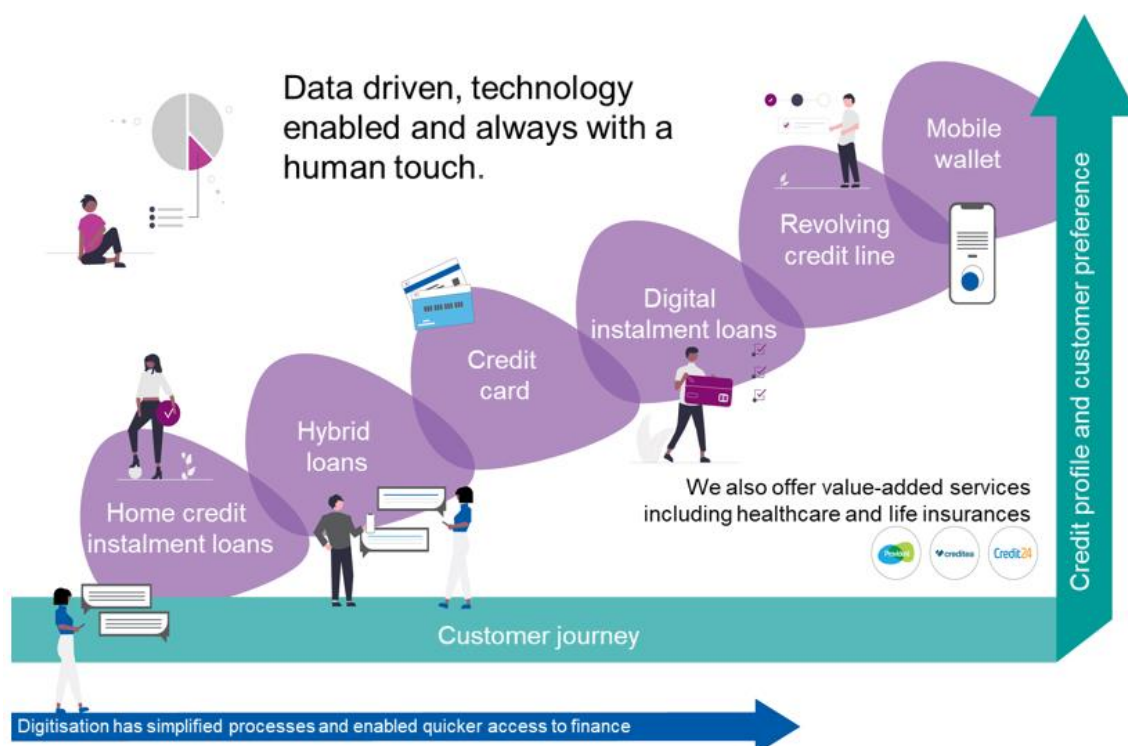 Data driven, technology
enabled and always with a
human touch.
Mobile
wallet
Revolving
credit line
Digital
instalment loans
Credit
card
Hybrid
loans
Home credit
instalment loans
We also offer value-added services
including healthcare and life insurances
Provident
creditea
Credit24
Customer journey
Credit profile and customer preference
Digitisation has simplified processes and enabled quicker access to finance